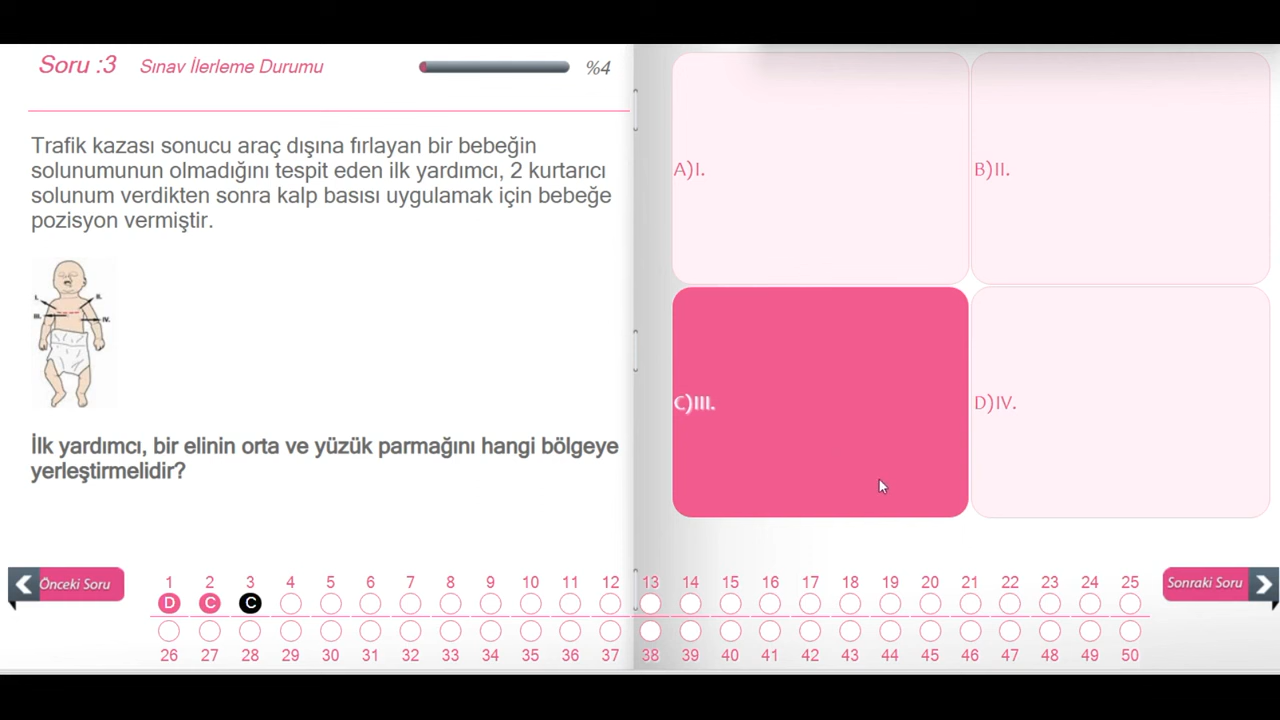 Soru :3 Sınav İlerleme Durumu %4
Trafik kazası sonucu araç dışına fırlayan bir bebeğin
solunumunun olmadığını tespit eden ilk yardımcı, 2 kurtarıcı
solunum verdikten sonra kalp basısı uygulamak için bebeğe
pozisyon vermiştir.
I. II.
III. IV.
İlk yardımcı, bir elinin orta ve yüzük parmağını hangi bölgeye
yerleştirmelidir?
A)I. B)II.
C)III. D)IV.
Önceki Soru
1 2 3 4 5 6 7 8 9 10 11 12 13 14 15 16 17 18 19 20 21 22 23 24 25
D C C
26 27 28 29 30 31 32 33 34 35 36 37 38 39 40 41 42 43 44 45 46 47 48 49 50
Sonraki Soru